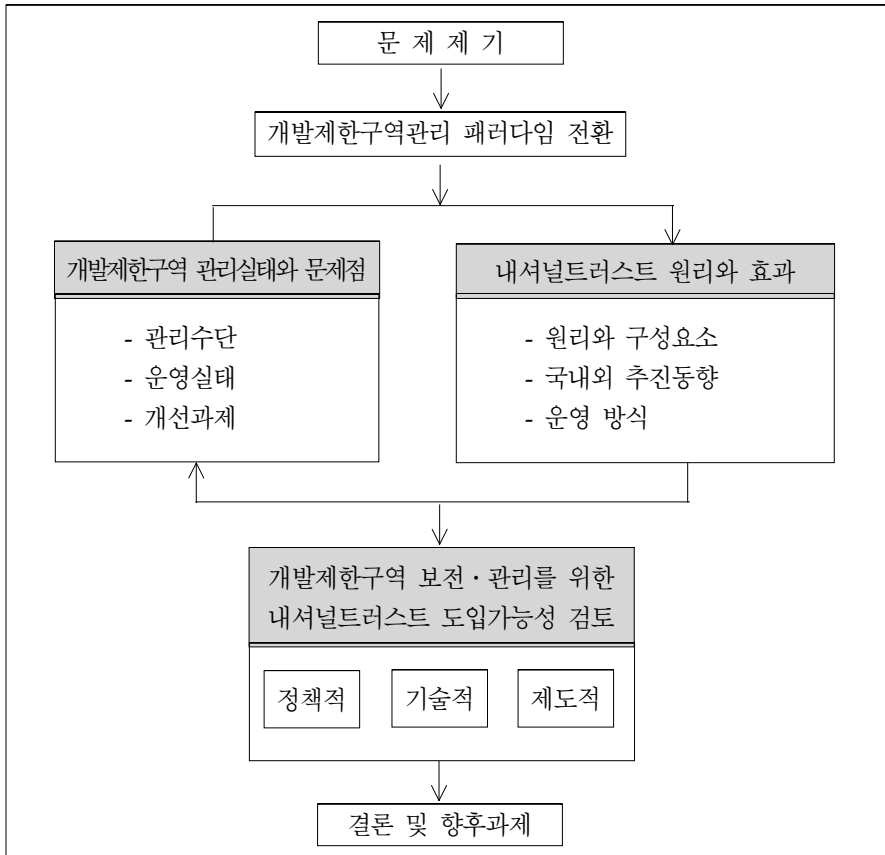 문 제 제 기
개발제한구역관리 패러다임 전환
개발제한구역 관리실태와 문제점
- 관리수단
- 운영실태
- 개선과제
내셔널트러스트 원리와 효과
- 원리와 구성요소
- 국내외 추진동향
- 운영 방식
개발제한구역 보전·관리를 위한
내셔널트러스트 도입가능성 검토
정책적
기술적
제도적
결론 및 향후과제